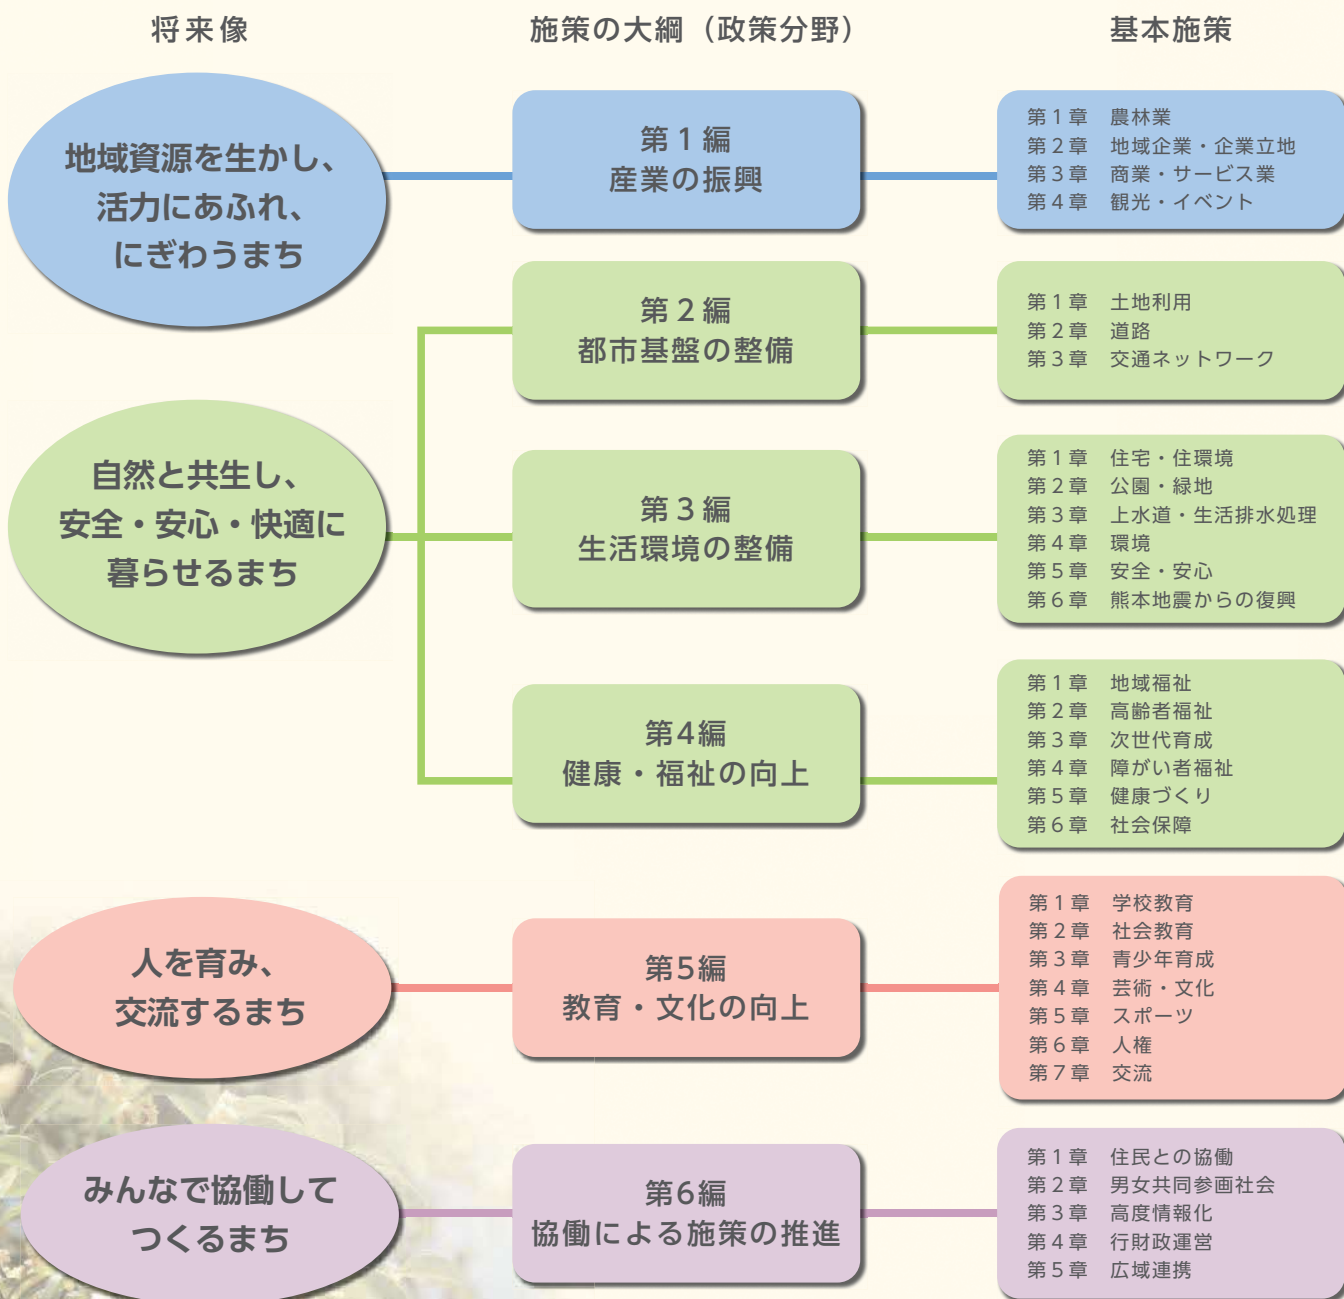 将来像
施策の大綱（政策分野）
基本施策
地域資源を生かし、
活力にあふれ、
にぎわうまち
第１編
産業の振興
第１章　農林業
第２章　地域企業・企業立地
第３章　商業・サービス業
第４章　観光・イベント
自然と共生し、
安全・安心・快適に
暮らせるまち
第２編
都市基盤の整備
第１章　土地利用
第２章　道路
第３章　交通ネットワーク
第３編
生活環境の整備
第１章　住宅・住環境
第２章　公園・緑地
第３章　上水道・生活排水処理
第４章　環境
第５章　安全・安心
第６章　熊本地震からの復興
第4編
健康・福祉の向上
第１章　地域福祉
第２章　高齢者福祉
第３章　次世代育成
第４章　障がい者福祉
第５章　健康づくり
第６章　社会保障
人を育み、
交流するまち
第5編
教育・文化の向上
第１章　学校教育
第２章　社会教育
第３章　青少年育成
第４章　芸術・文化
第５章　スポーツ
第６章　人権
第７章　交流
みんなで協働して
つくるまち
第6編
協働による施策の推進
第１章　住民との協働
第２章　男女共同参画社会
第３章　高度情報化
第４章　行財政運営
第５章　広域連携